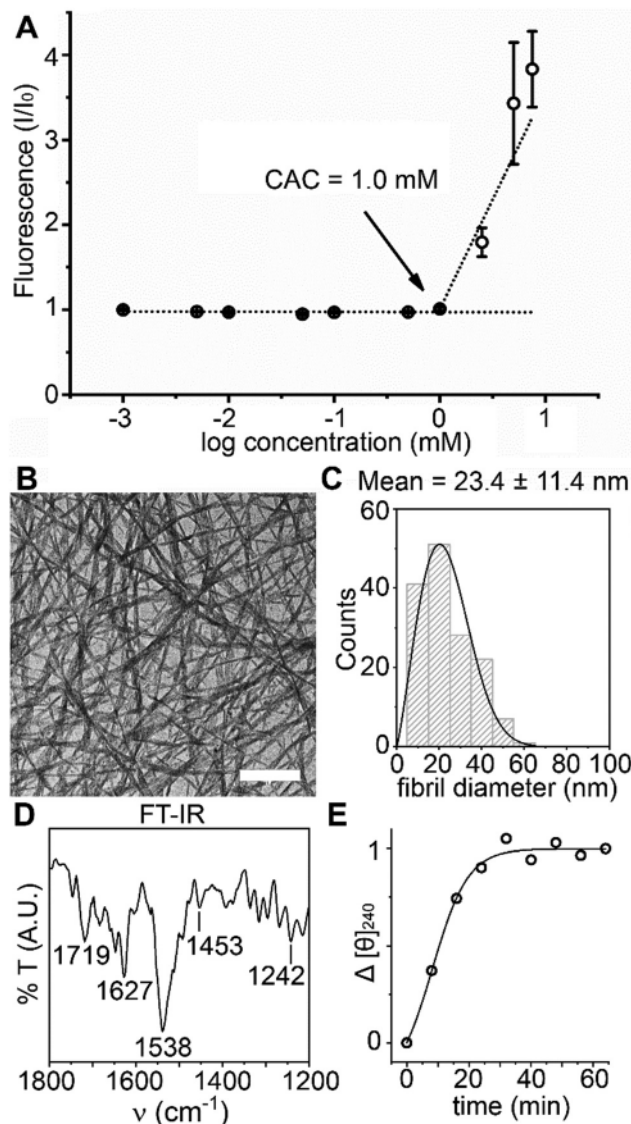 A
Fluorescence (I/I₀)
4
3
2
1
0
CAC = 1.0 mM
-3
-2
-1
0
1
log concentration (mM)
B
C Mean = 23.4 ± 11.4 nm
Counts
60
40
20
0
0 20 40 60 80 100
fibril diameter (nm)
D FT-IR
% T (A.U.)
1719
1627
1538
1453
1242
1800 1600 1400 1200
ν (cm⁻¹)
E
Δ [θ]₂₄₀
1
0
0 20 40 60
time (min)